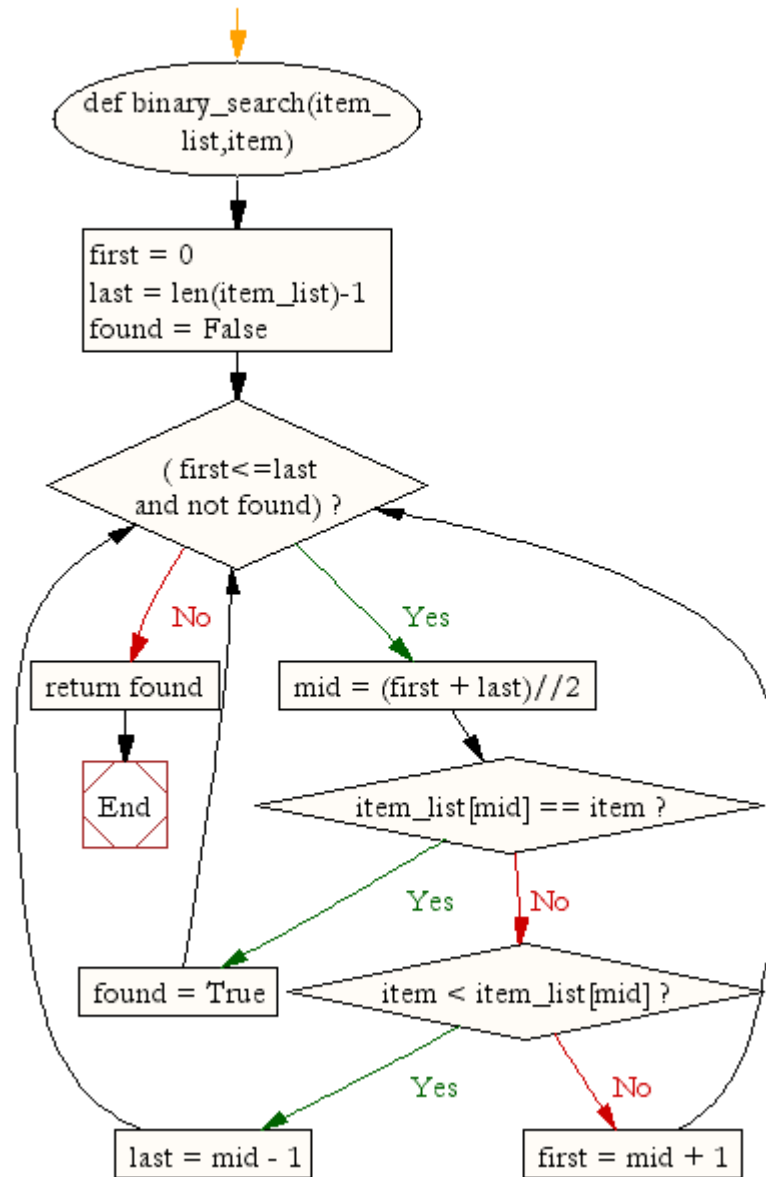 def binary_search(item_
list,item)
first = 0
last = len(item_list)-1
found = False
( first<=last
and not found) ?
No
Yes
return found
mid = (first + last)//2
End
item_list[mid] == item ?
Yes
No
found = True
item < item_list[mid] ?
Yes
No
last = mid - 1
first = mid + 1